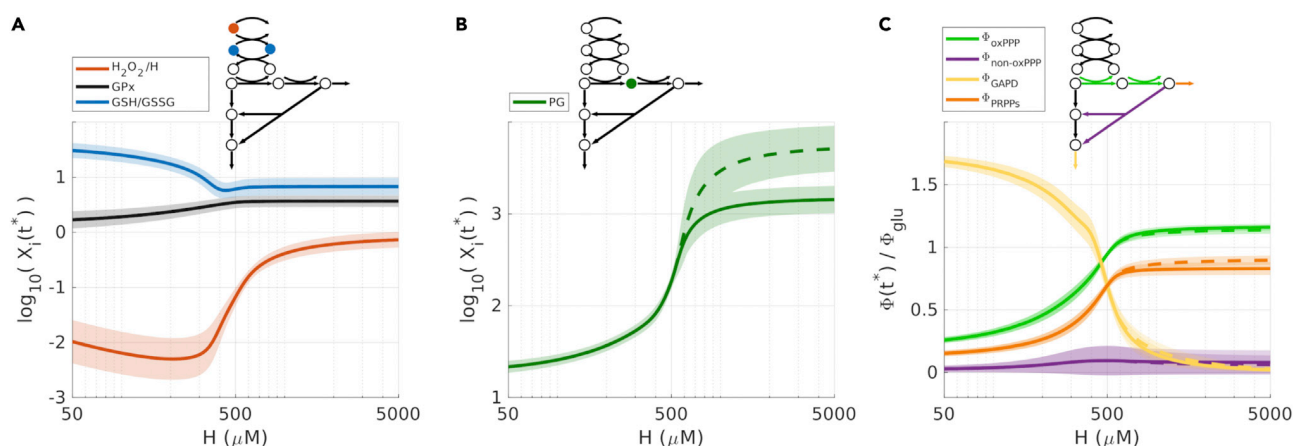 A
H₂O₂/H
GPx
GSH/GSSG
log₁₀( Xᵢ(t*) )
1
0
-1
-2
-3
50
500
5000
H (μM)
B
PG
log₁₀( Xᵢ(t*) )
3
2
1
50
500
5000
H (μM)
C
Φoxppp
Φnon-oxPPP
ΦGAPD
ΦPRPPs
Φ(t*) / Φglu
1.5
1
0.5
0
50
500
5000
H (μM)